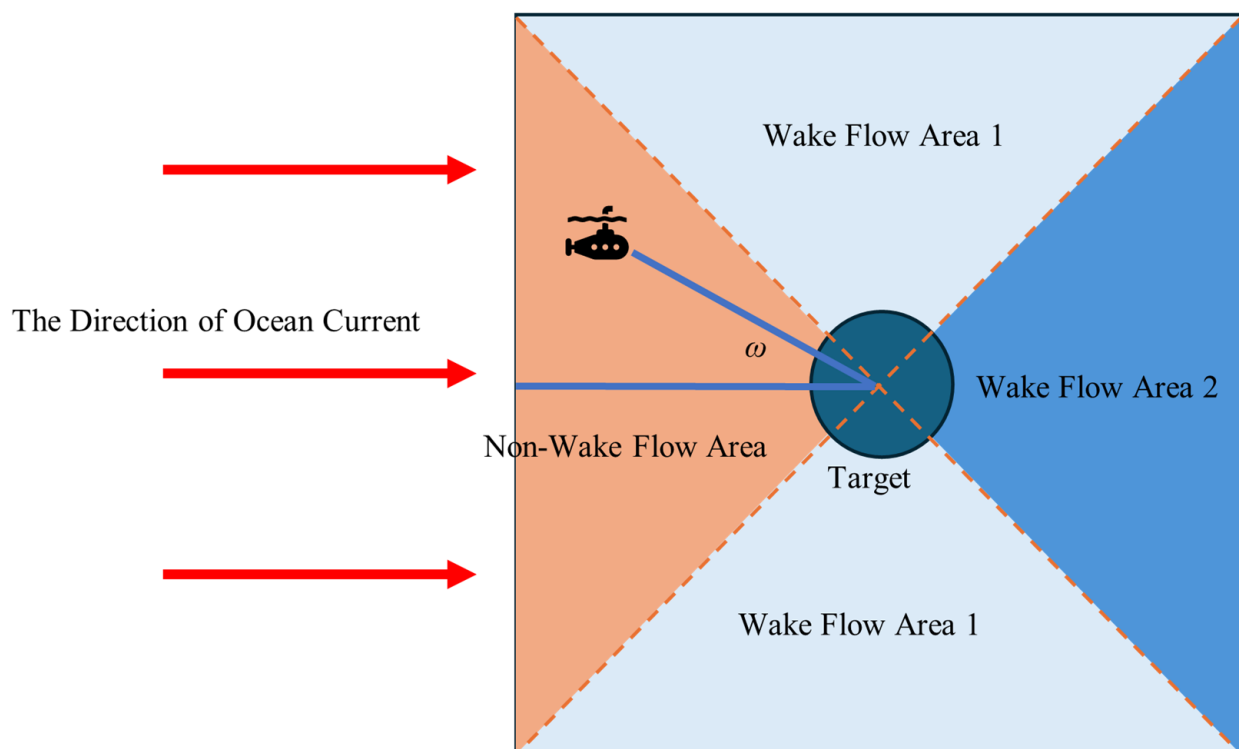 Wake Flow Area 1
The Direction of Ocean Current
ω
Wake Flow Area 2
Non-Wake Flow Area
Target
Wake Flow Area 1